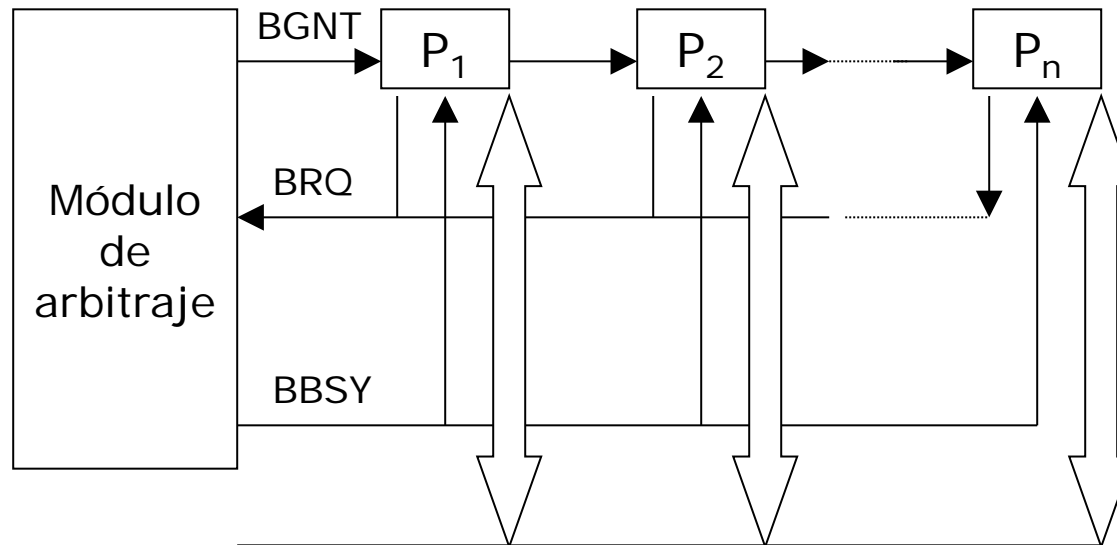 BGNT
P1
P2
Pn
BRQ
Módulo
de
arbitraje
BBSY